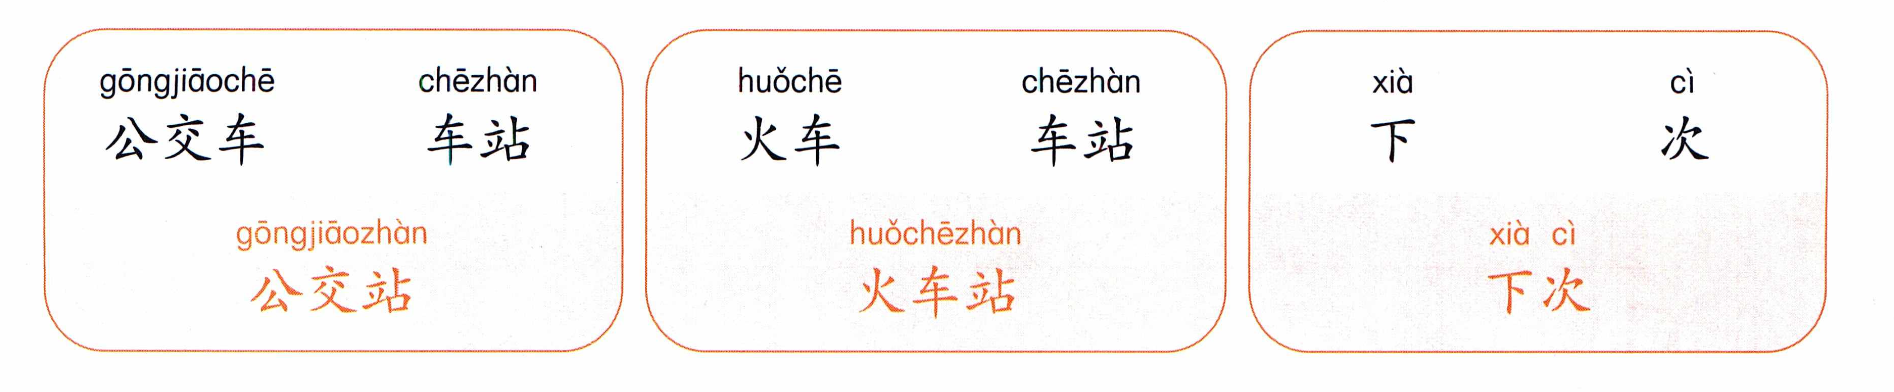 gōngjiāochē chēzhàn
公交车 车站
gōngjiāozhàn
公交站
huǒchē chēzhàn
火车 车站
huǒchēzhàn
火车站
xià cì
下 次
xià cì
下次